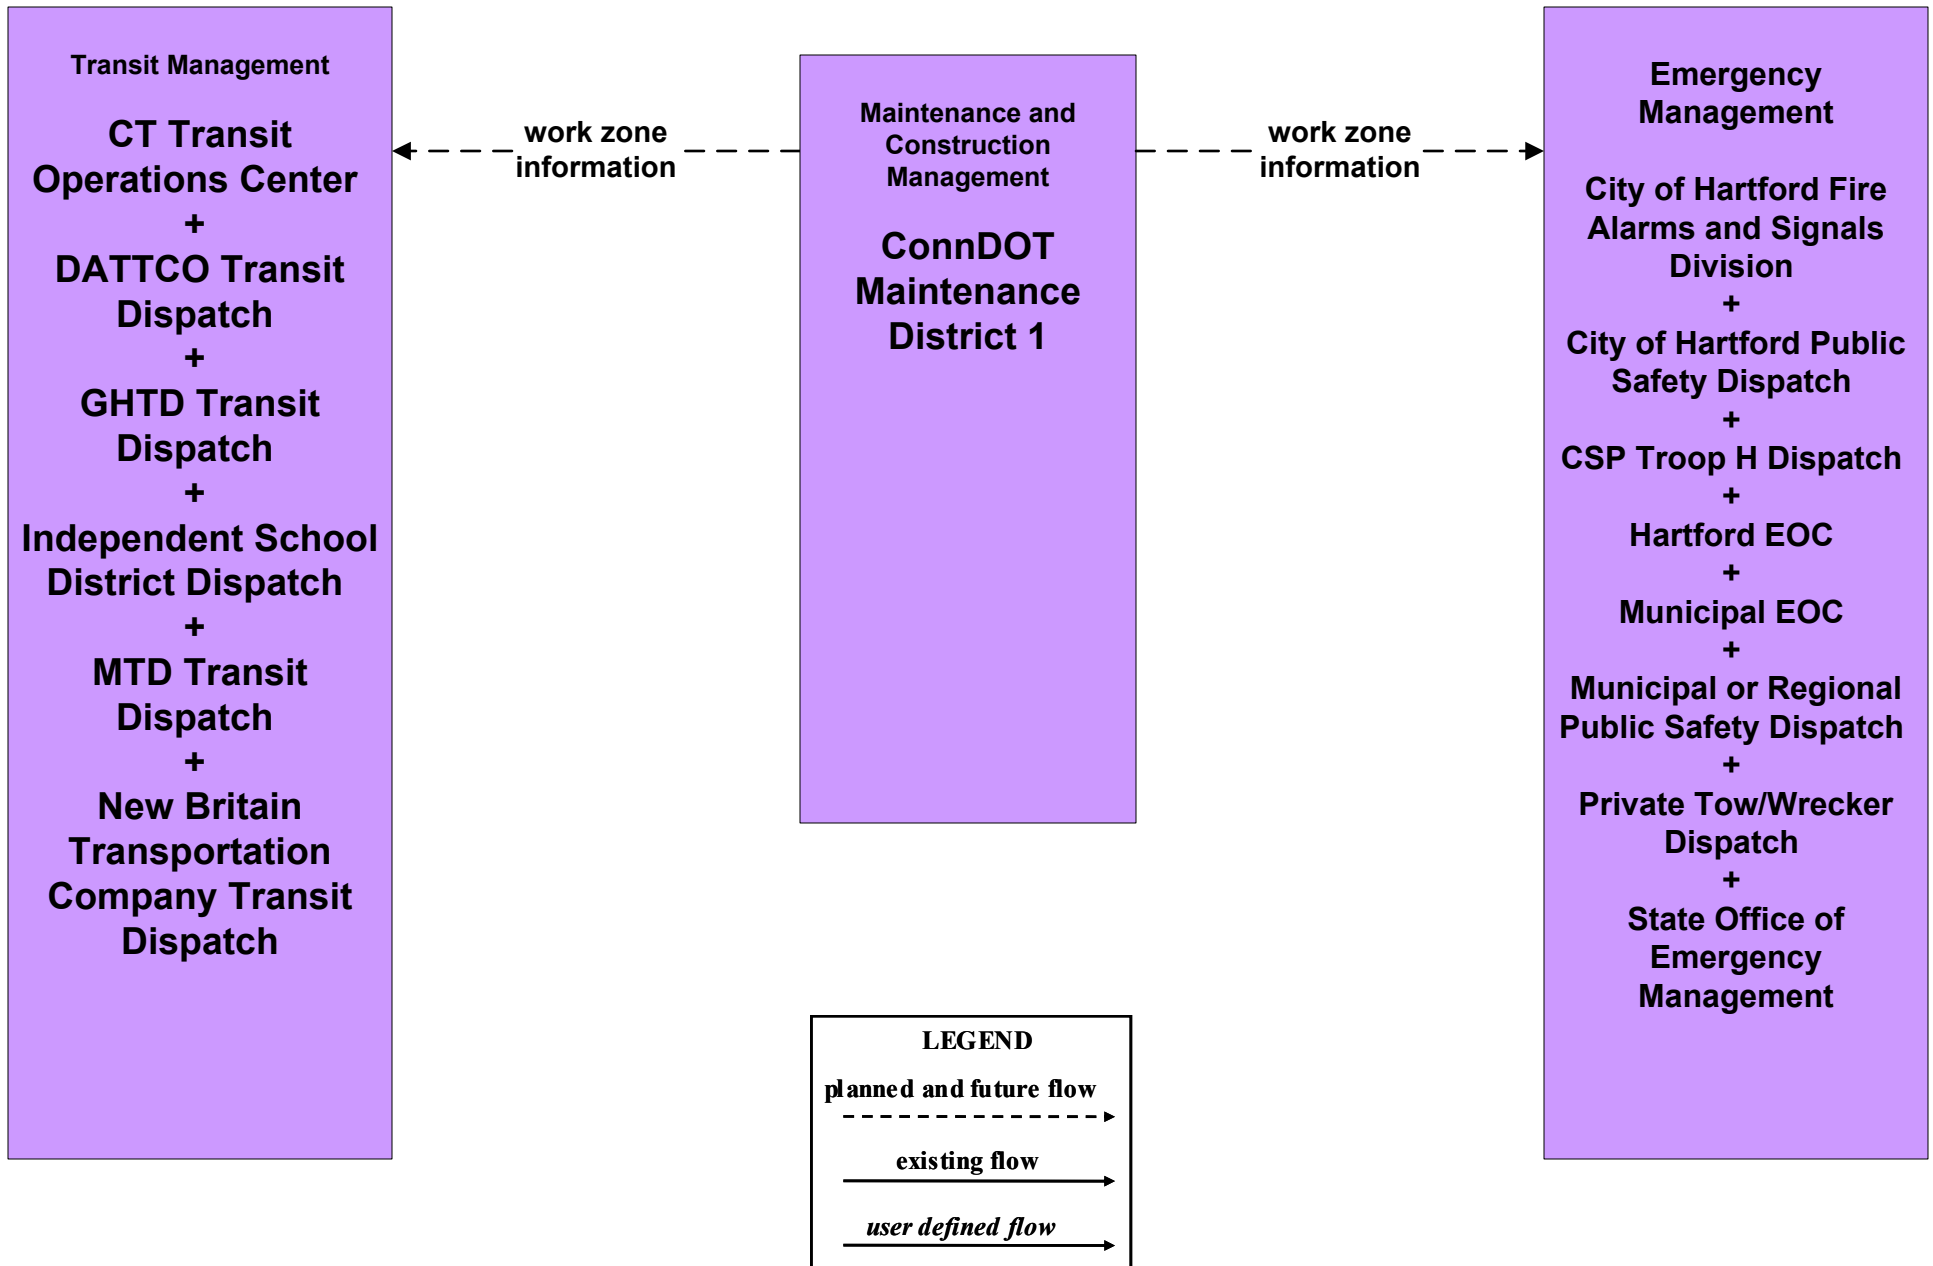 Transit Management
CT Transit
Operations Center
+
DATTCO Transit
Dispatch
+
GHTD Transit
Dispatch
+
Independent School
District Dispatch
+
MTD Transit
Dispatch
+
New Britain
Transportation
Company Transit
Dispatch
work zone
information
Maintenance and
Construction
Management
ConnDOT
Maintenance
District 1
work zone
information
Emergency
Management
City of Hartford Fire
Alarms and Signals
Division
+
City of Hartford Public
Safety Dispatch
+
CSP Troop H Dispatch
+
Hartford EOC
+
Municipal EOC
+
Municipal or Regional
Public Safety Dispatch
+
Private Tow/Wrecker
Dispatch
+
State Office of
Emergency
Management
LEGEND
planned and future flow
existing flow
user defined flow